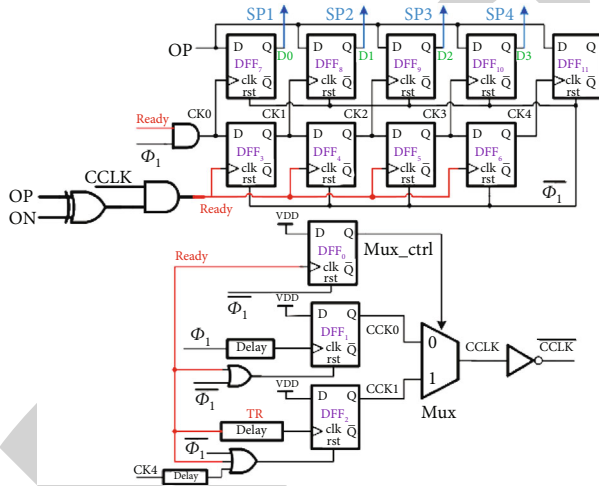 SP1 SP2 SP3 SP4
OP D Q D0 D Q D1 D Q D2 D Q D3 D Q
DFF7 DFF8 DFF9 DFF10 DFF11
clk Q̅ clk Q̅ clk Q̅ clk Q̅ clk Q̅
rst rst rst rst rst
CK0 CK1 CK2 CK3 CK4
Ready
Φ1
D Q D Q D Q D Q
DFF3 DFF4 DFF5 DFF6
clk Q̅ clk Q̅ clk Q̅ clk Q̅
rst rst rst rst
CCLK
OP
ON
Ready
Φ̅1
VDD
D Q
DFF0
clk Q̅
rst
Mux_ctrl
Ready
Φ̅1
VDD
D Q
DFF1
clk Q̅
rst
CCK0
Φ1
Delay
Φ̅1
0
1
Mux
CCLK
C̅C̅L̅K̅
VDD
D Q
DFF2
clk Q̅
rst
CCK1
TR
Delay
Φ̅1
CK4
Delay